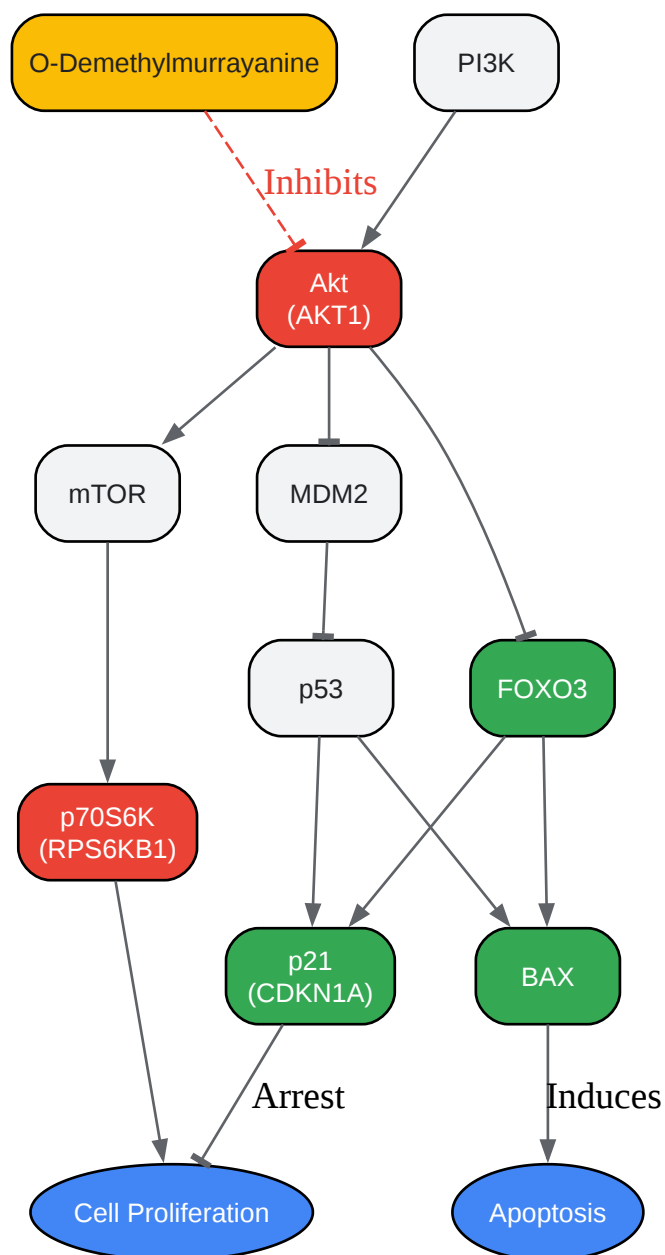 O-Demethylmurrayanine
PI3K
Inhibits
Akt
(AKT1)
mTOR
MDM2
p53
FOXO3
p70S6K
(RPS6KB1)
p21
(CDKN1A)
BAX
Arrest
Induces
Cell Proliferation
Apoptosis